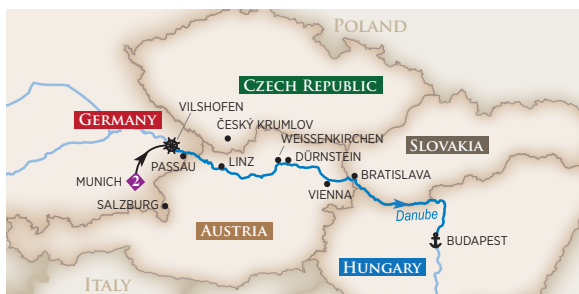 POLAND
CZECH REPUBLIC
VILSHOFEN
GERMANY
ČESKÝ KRUMLOV
WEISSENKIRCHEN
SLOVAKIA
PASSAU
LINZ
DÜRNSTEIN
MUNICH 2
BRATISLAVA
VIENNA
SALZBURG
Danube
AUSTRIA
BUDAPEST
HUNGARY
ITALY